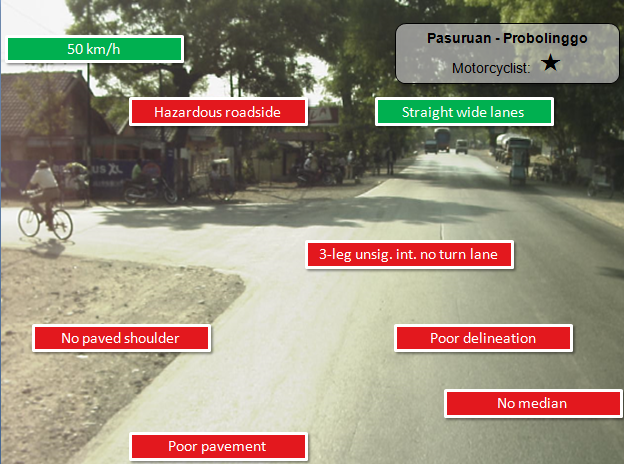 50 km/h
Pasuruan - Probolinggo
Motorcyclist: ★
Hazardous roadside
Straight wide lanes
XL
3-leg unsig. int. no turn lane
No paved shoulder
Poor delineation
No median
Poor pavement